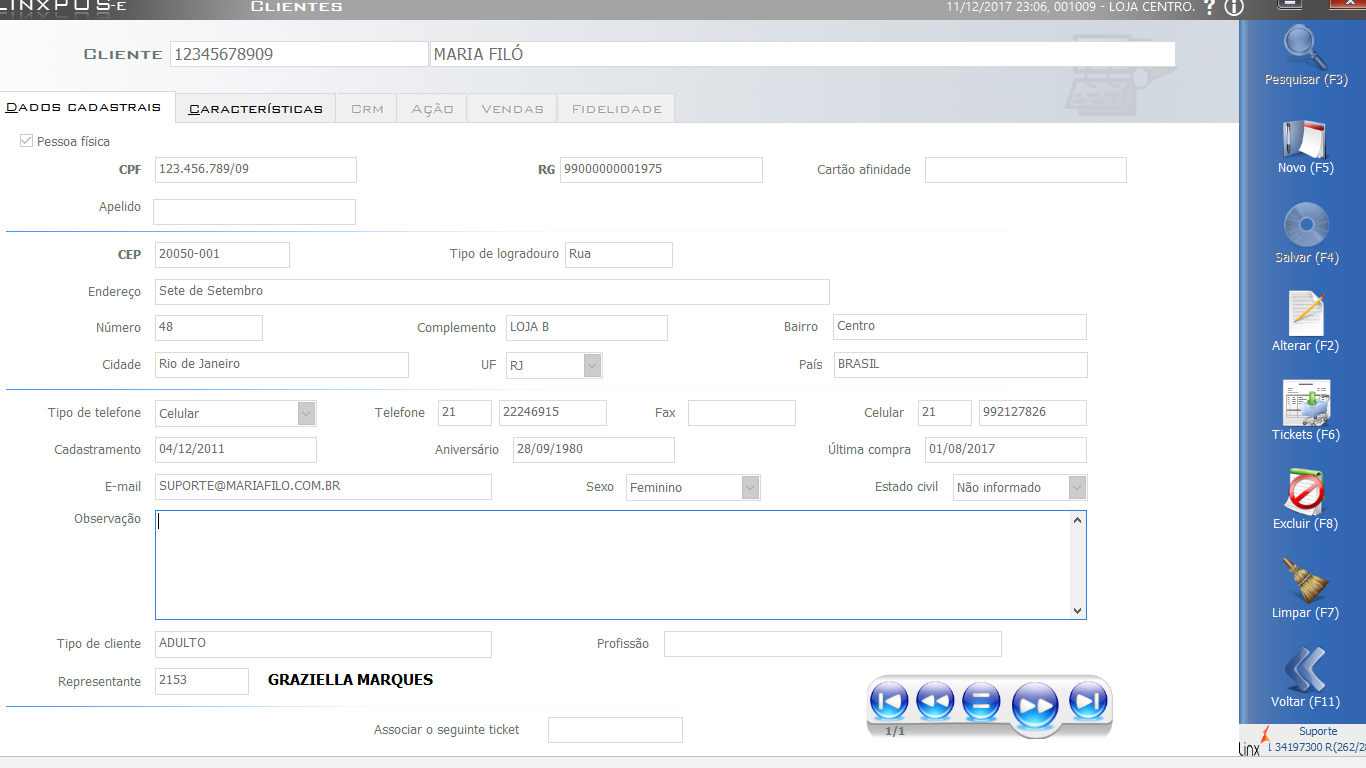 LINXPOS-E CLIENTES 11/12/2017 23:06, 001009 - LOJA CENTRO. ?
CLIENTE 12345678909 MARIA FILÓ
DADOS CADASTRAIS CARACTERÍSTICAS CRM AÇÃO VENDAS FIDELIDADE
Pessoa física
CPF 123.456.789/09 RG 99000000001975 Cartão afinidade
Apelido
CEP 20050-001 Tipo de logradouro Rua
Endereço Sete de Setembro
Número 48 Complemento LOJA B Bairro Centro
Cidade Rio de Janeiro UF RJ País BRASIL
Tipo de telefone Celular Telefone 21 22246915 Fax Celular 21 992127826
Cadastramento 04/12/2011 Aniversário 28/09/1980 Última compra 01/08/2017
E-mail SUPORTE@MARIAFILO.COM.BR Sexo Feminino Estado civil Não informado
Observação
Tipo de cliente ADULTO Profissão
Representante 2153 GRAZIELLA MARQUES
1/1
Associar o seguinte ticket
Pesquisar (F3)
Novo (F5)
Salvar (F4)
Alterar (F2)
Tickets (F6)
Excluir (F8)
Limpar (F7)
Voltar (F11)
Suporte
linx 34197300 R(262/28